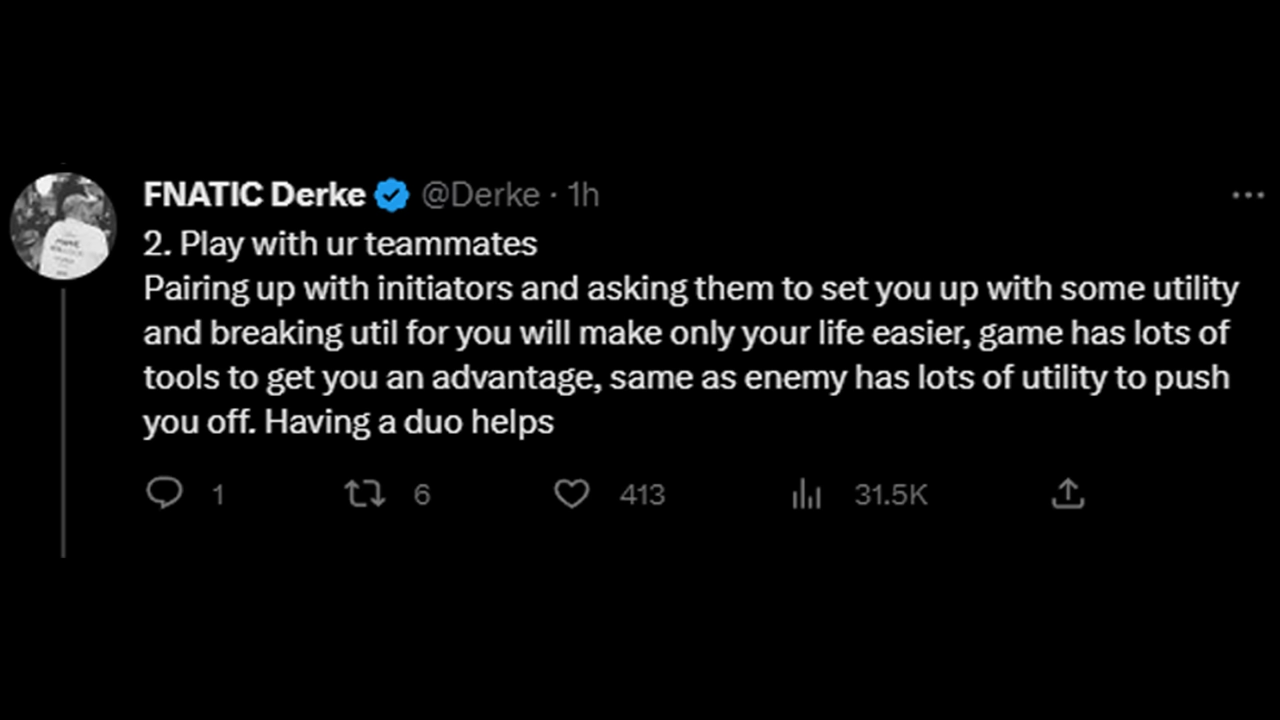 FNATIC Derke @Derke · 1h
2. Play with ur teammates
Pairing up with initiators and asking them to set you up with some utility
and breaking util for you will make only your life easier, game has lots of
tools to get you an advantage, same as enemy has lots of utility to push
you off. Having a duo helps
1 6 413 31.5K